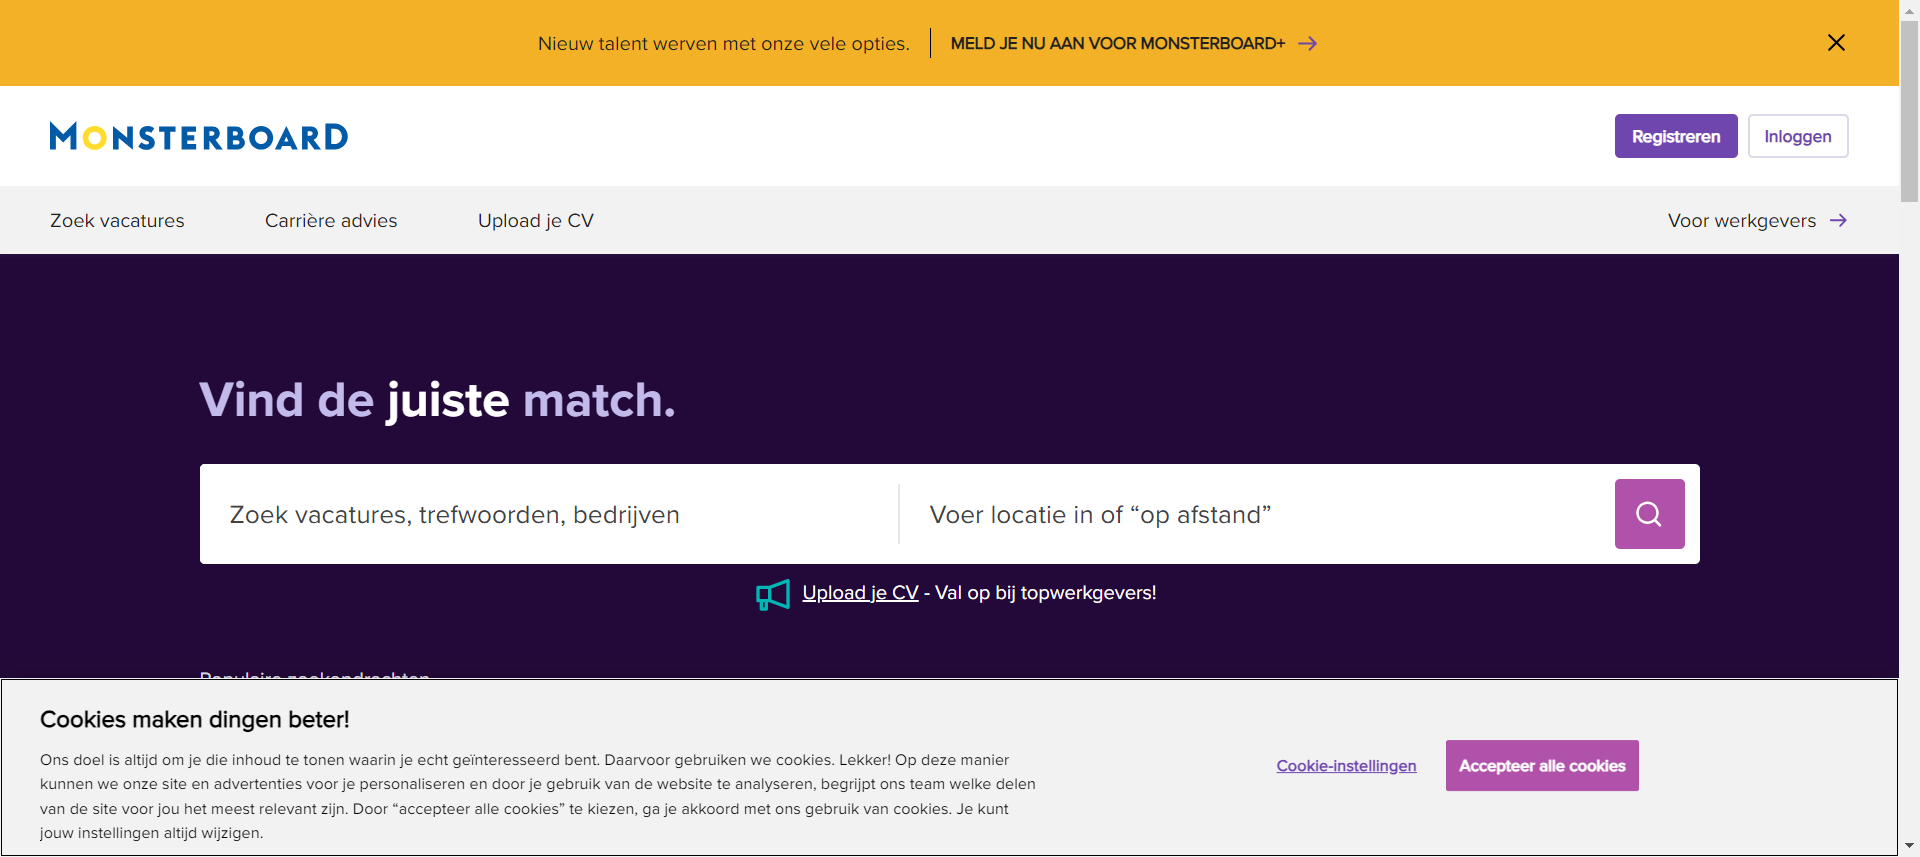 Nieuw talent werven met onze vele opties.
MELD JE NU AAN VOOR MONSTERBOARD+
MONSTERBOARD
Registreren
Inloggen
Zoek vacatures
Carrière advies
Upload je CV
Voor werkgevers
Vind de juiste match.
Zoek vacatures, trefwoorden, bedrijven
Voer locatie in of “op afstand”
Upload je CV - Val op bij topwerkgevers!
Populaire zoekopdrachten
Cookies maken dingen beter!
Ons doel is altijd om je die inhoud te tonen waarin je echt geïnteresseerd bent. Daarvoor gebruiken we cookies. Lekker! Op deze manier
kunnen we onze site en advertenties voor je personaliseren en door je gebruik van de website te analyseren, begrijpt ons team welke delen
van de site voor jou het meest relevant zijn. Door “accepteer alle cookies” te kiezen, ga je akkoord met ons gebruik van cookies. Je kunt
jouw instellingen altijd wijzigen.
Cookie-instellingen
Accepteer alle cookies